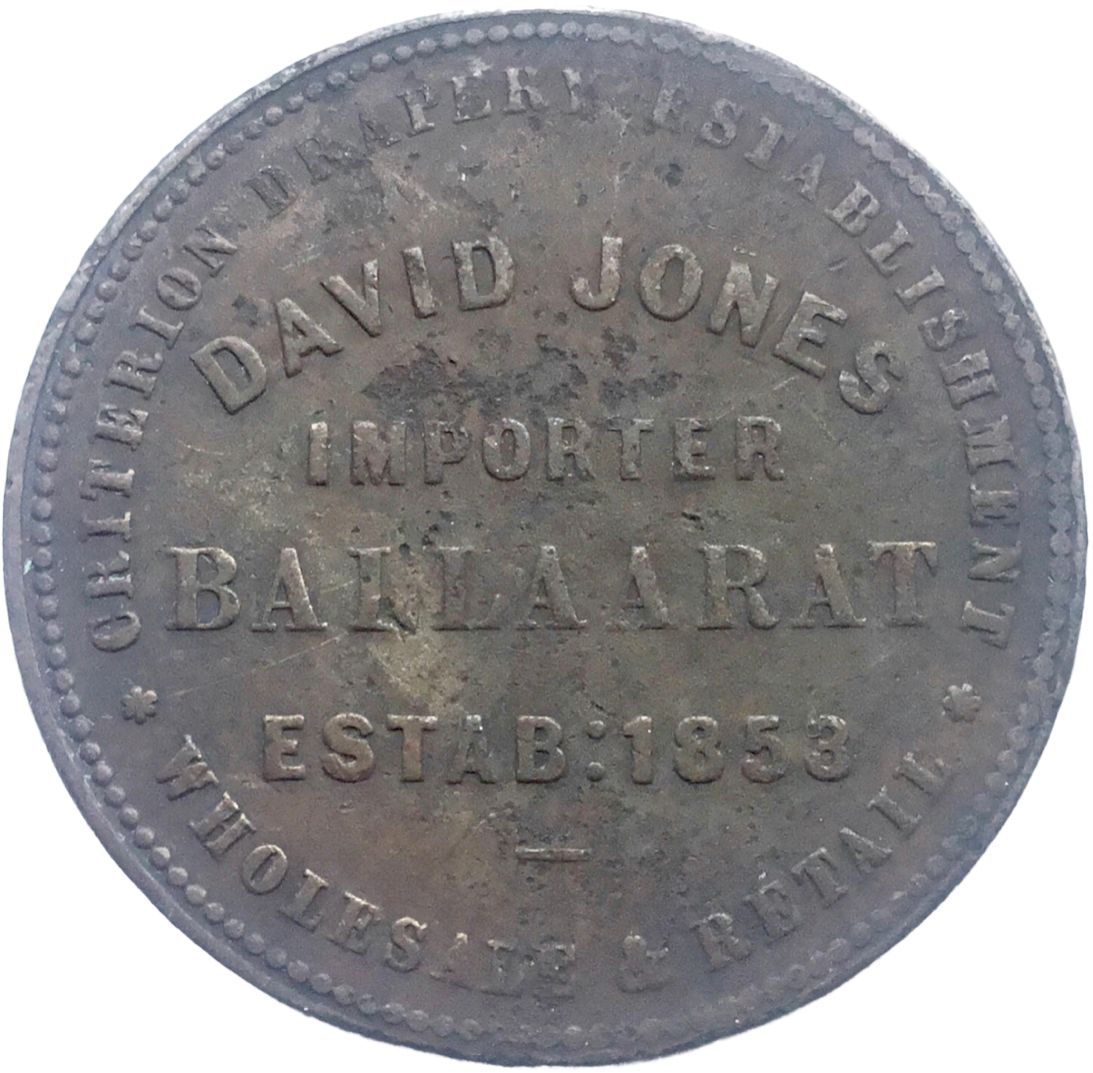 CRITERION DRAPERY ESTABLISHMENT
DAVID JONES
IMPORTER
BALLAARAT
ESTAB: 1853
* WHOLESALE & RETAIL *